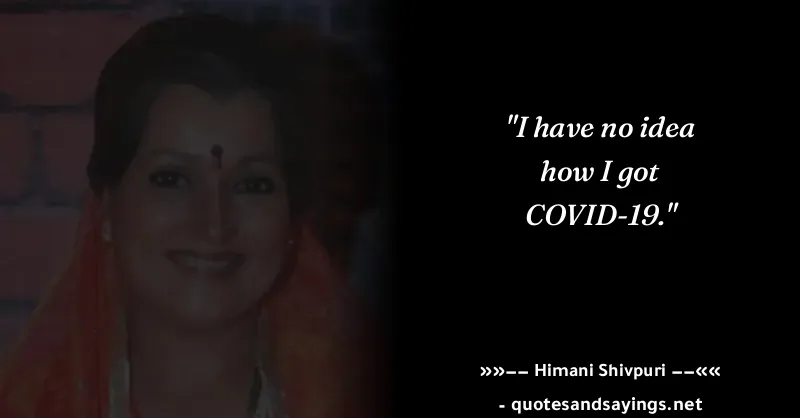 "I have no idea
how I got
COVID-19."
»»–– Himani Shivpuri ––««
- quotesandsayings.net